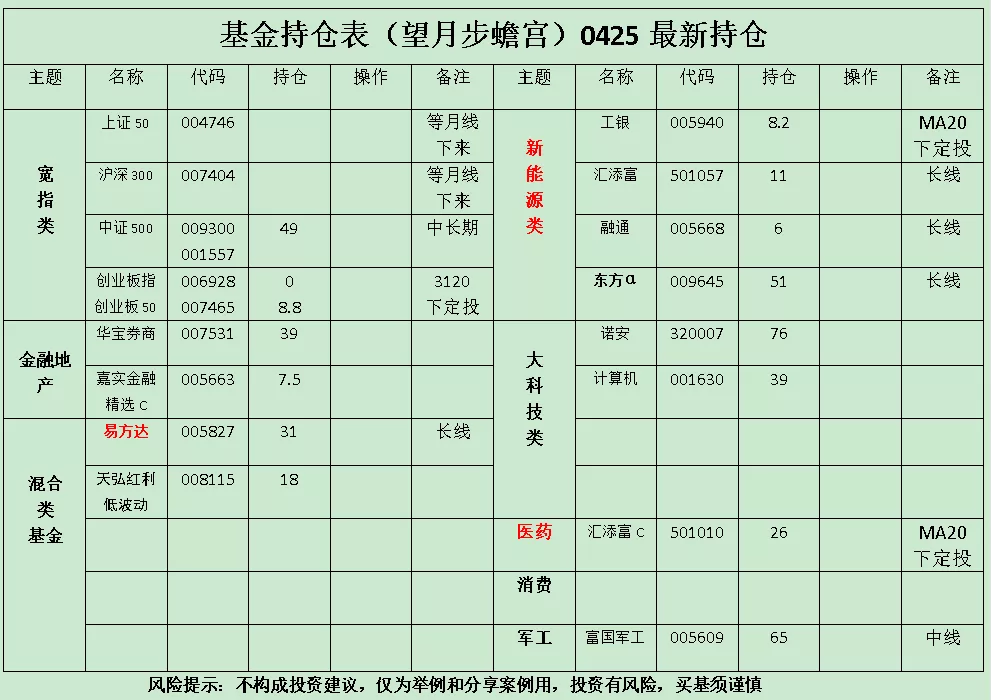 基金持仓表（望月步蟾宫）0425 最新持仓
主题 名称 代码 持仓 操作 备注 主题 名称 代码 持仓 操作 备注
宽指类
上证 50 004746 等月线下来
沪深 300 007404 等月线下来
中证 500 009300 001557 49 中长期
创业板指 006928 0 3120
创业板 50 007465 8.8 下定投
新能源类
工银 005940 8.2 MA20 下定投
汇添富 501057 11 长线
融通 005668 6 长线
东方α 009645 51 长线
金融地产
华宝券商 007531 39
嘉实金融精选 C 005663 7.5
大科技类
诺安 320007 76
计算机 001630 39
混合类基金
易方达 005827 31 长线
天弘红利低波动 008115 18
医药 汇添富 C 501010 26 MA20 下定投
消费
军工 富国军工 005609 65 中线
风险提示：不构成投资建议，仅为举例和分享案例用，投资有风险，买基须谨慎